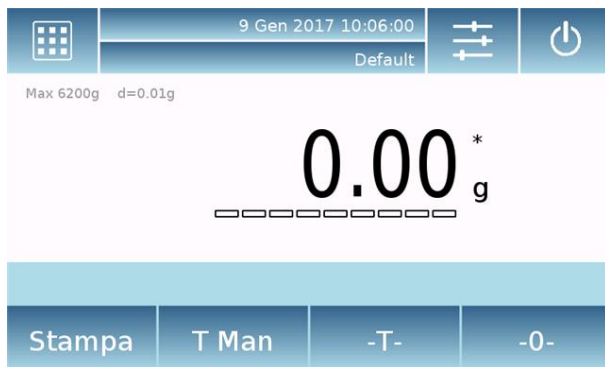 9 Gen 2017 10:06:00
Default
Max 6200g d=0.01g
0.00 *
g
Stampa T Man -T- -0-